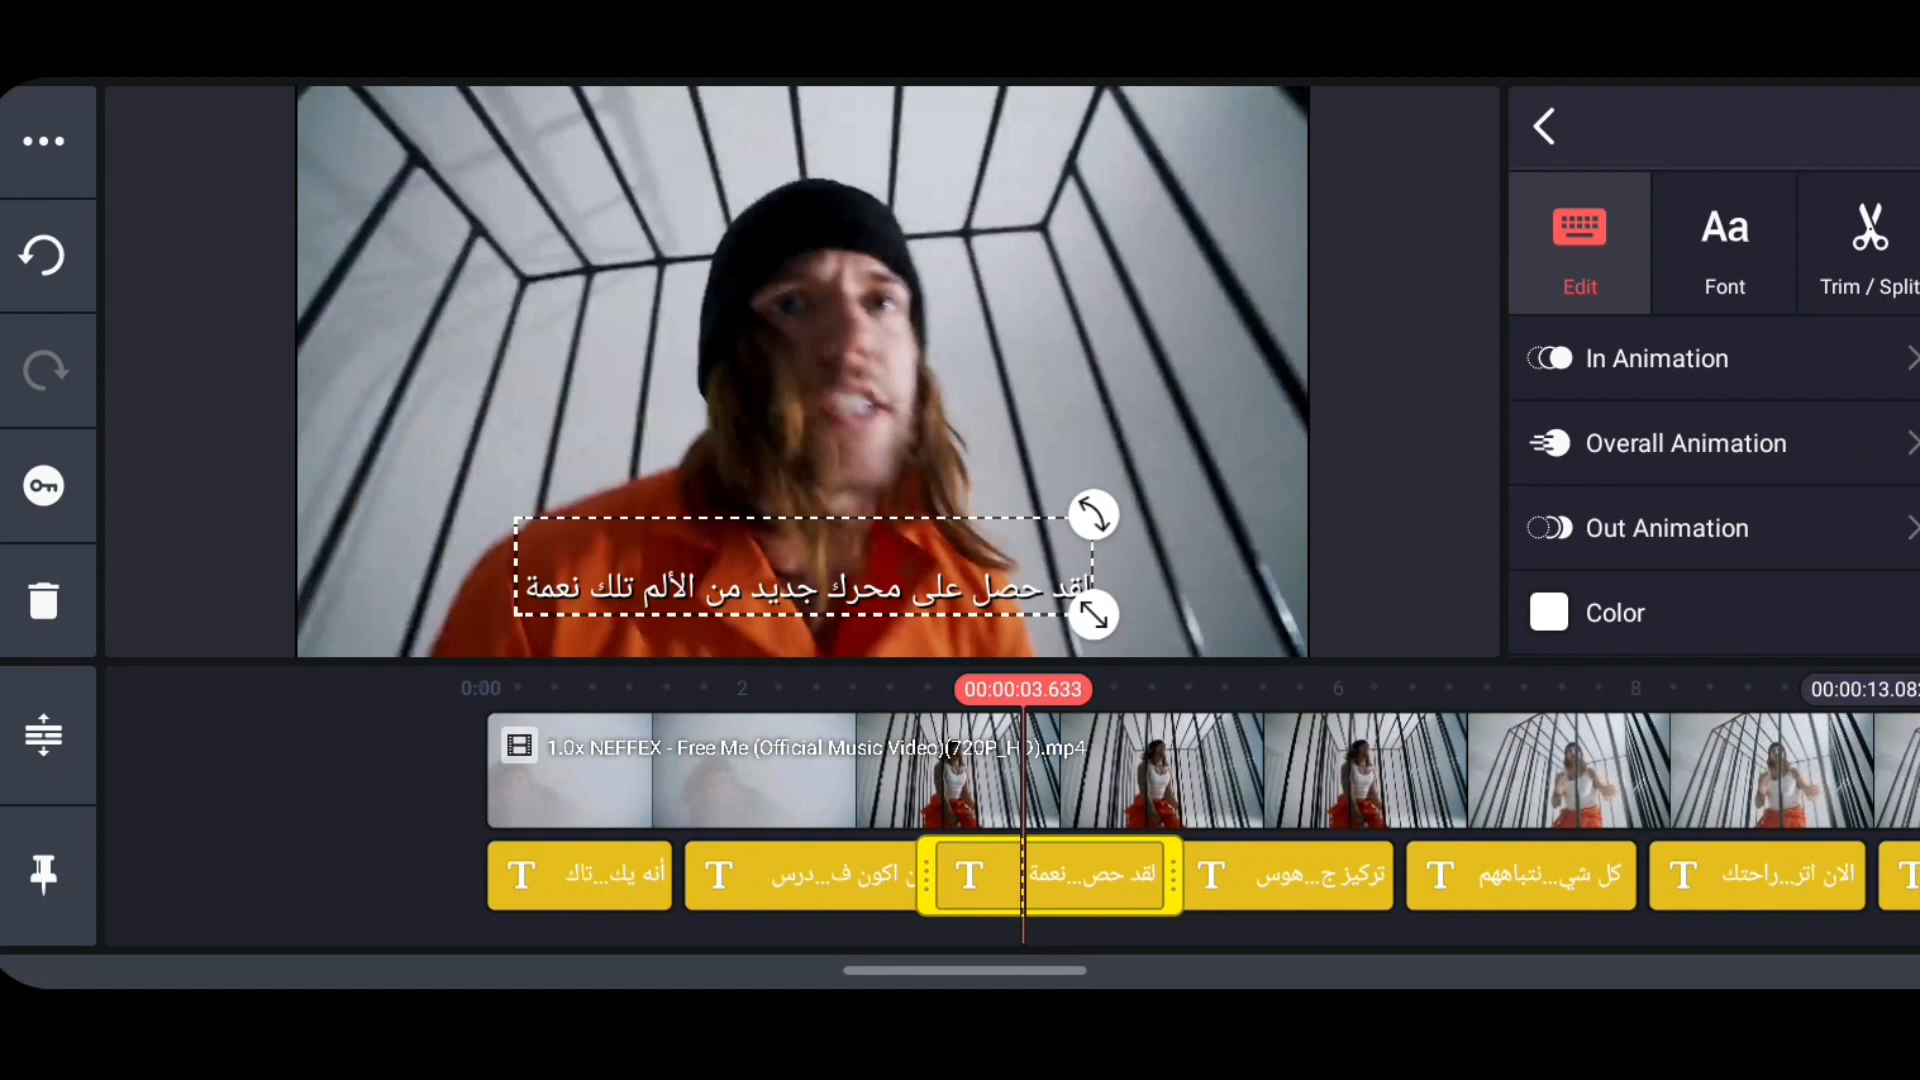 Edit
Font
Trim / Split
In Animation
Overall Animation
Out Animation
Color
لقد حصل على محرك جديد من الألم تلك نعمة
0:00
2
00:00:03.633
6
8
00:00:13.082
1.0x NEFFEX - Free Me (Official Music Video)(720P_HD).mp4
أنه يك...تاك
ن اكون ف...درس
لقد حص...نعمة
تركيز ج...هوس
كل شي...نتباههم
الان اتر...راحتك